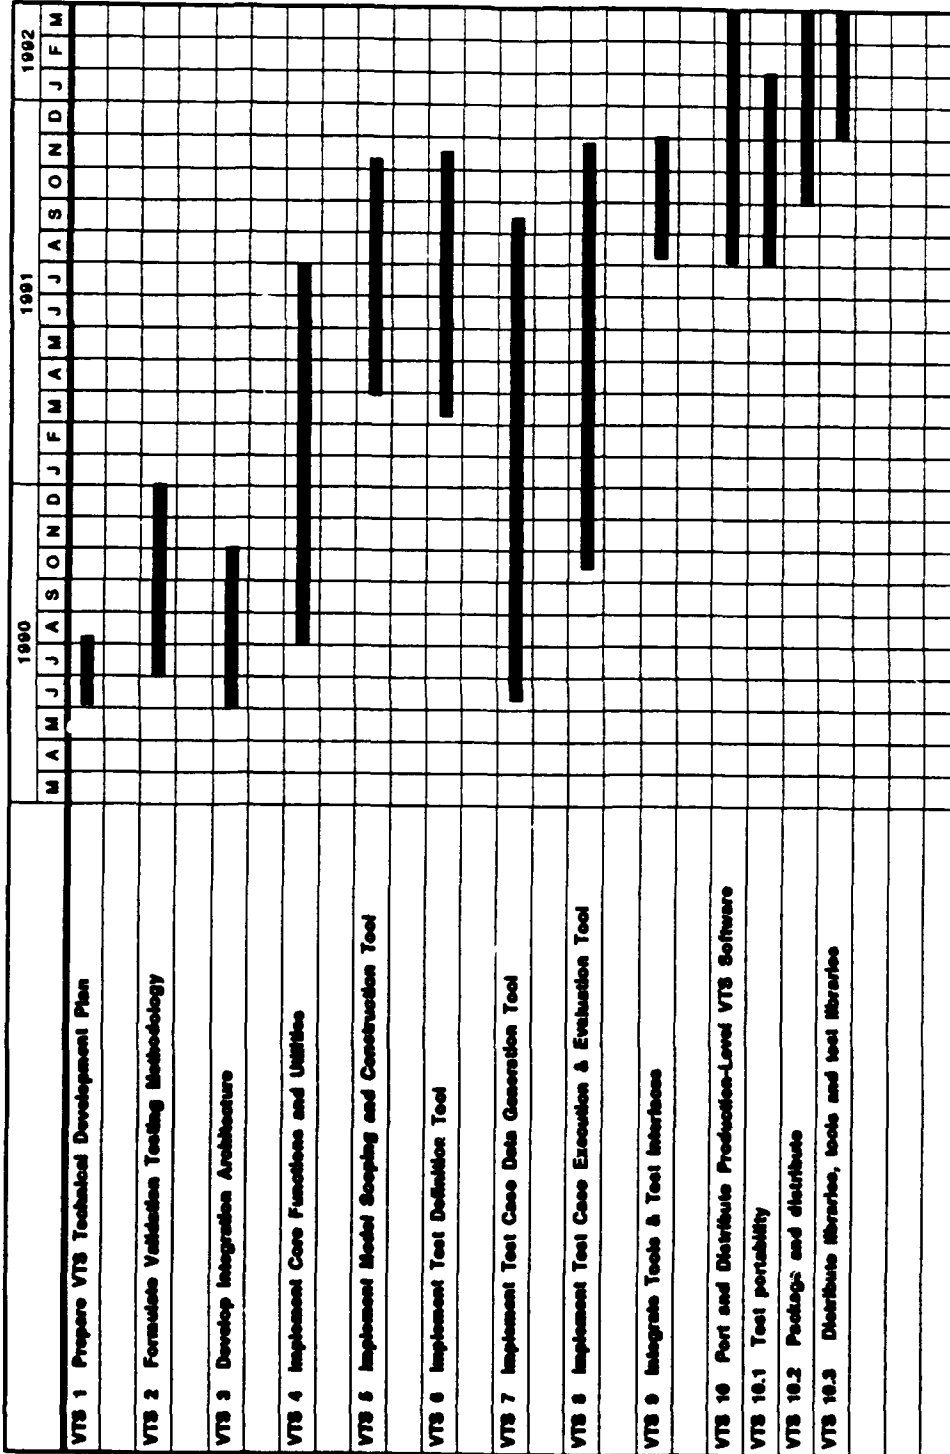 1990 1991 1992
M A M J J A S O N D J F M A M J J A S O N D J F M
VTS 1 Prepare VTS Technical Development Plan
VTS 2 Formulate Validation Testing Methodology
VTS 3 Develop Integration Architecture
VTS 4 Implement Core Functions and Utilities
VTS 5 Implement Model Scoping and Construction Tool
VTS 6 Implement Test Definition Tool
VTS 7 Implement Test Case Data Generation Tool
VTS 8 Implement Test Case Execution & Evaluation Tool
VTS 9 Integrate Tools & Test Interfaces
VTS 10 Port and Distribute Production-Level VTS Software
VTS 10.1 Test portability
VTS 10.2 Package and distribute
VTS 10.3 Distribute libraries, tools and test libraries